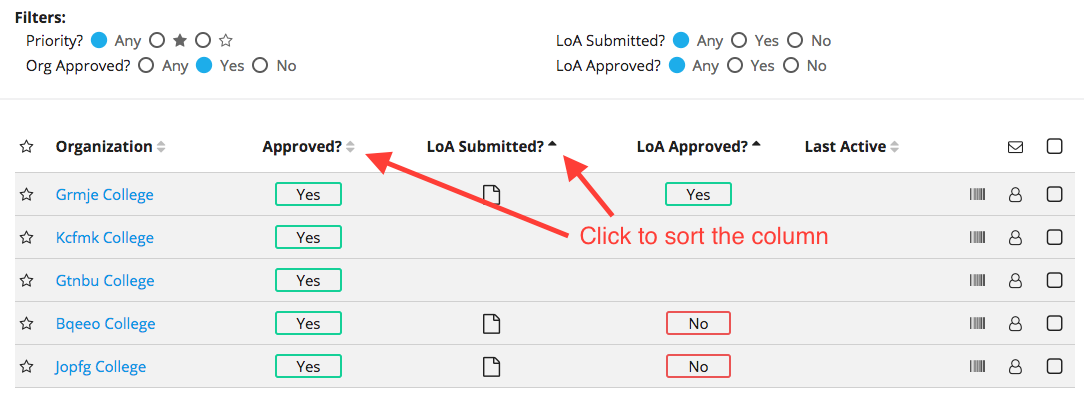 Filters:
Priority? Any
LoA Submitted? Any Yes No
Org Approved? Any Yes No
LoA Approved? Any Yes No
Organization Approved? LoA Submitted? LoA Approved? Last Active
Grmje College Yes Yes
Click to sort the column
Kcfmk College Yes
Gtnbu College Yes
Bqeeo College Yes No
Jopfg College Yes No